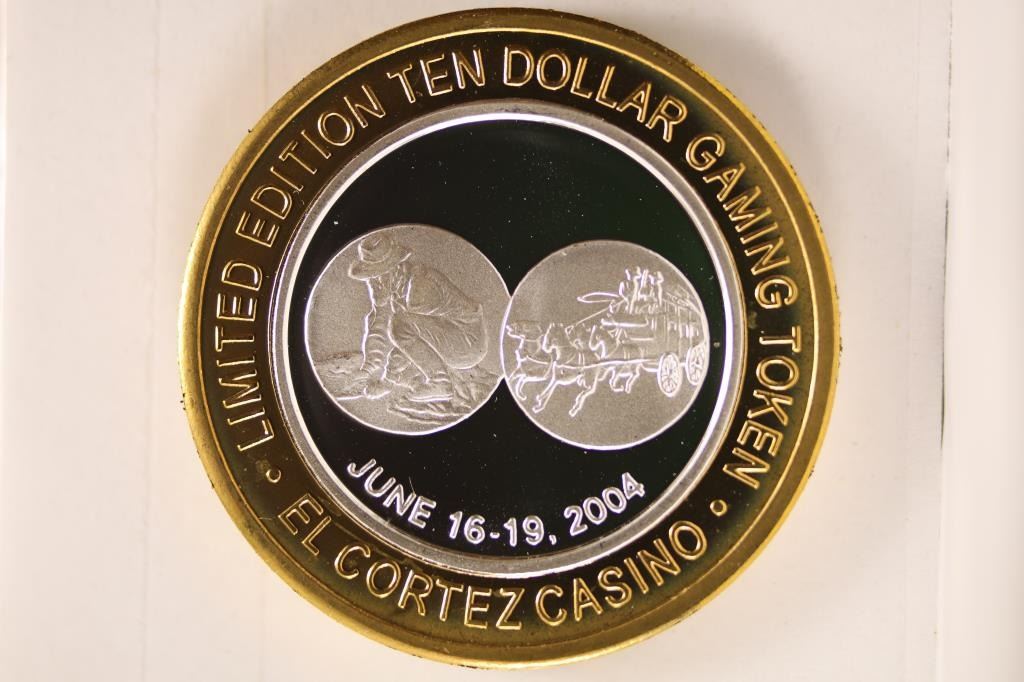 LIMITED EDITION TEN DOLLAR GAMING TOKEN
JUNE 16-19, 2004
• EL CORTEZ CASINO •